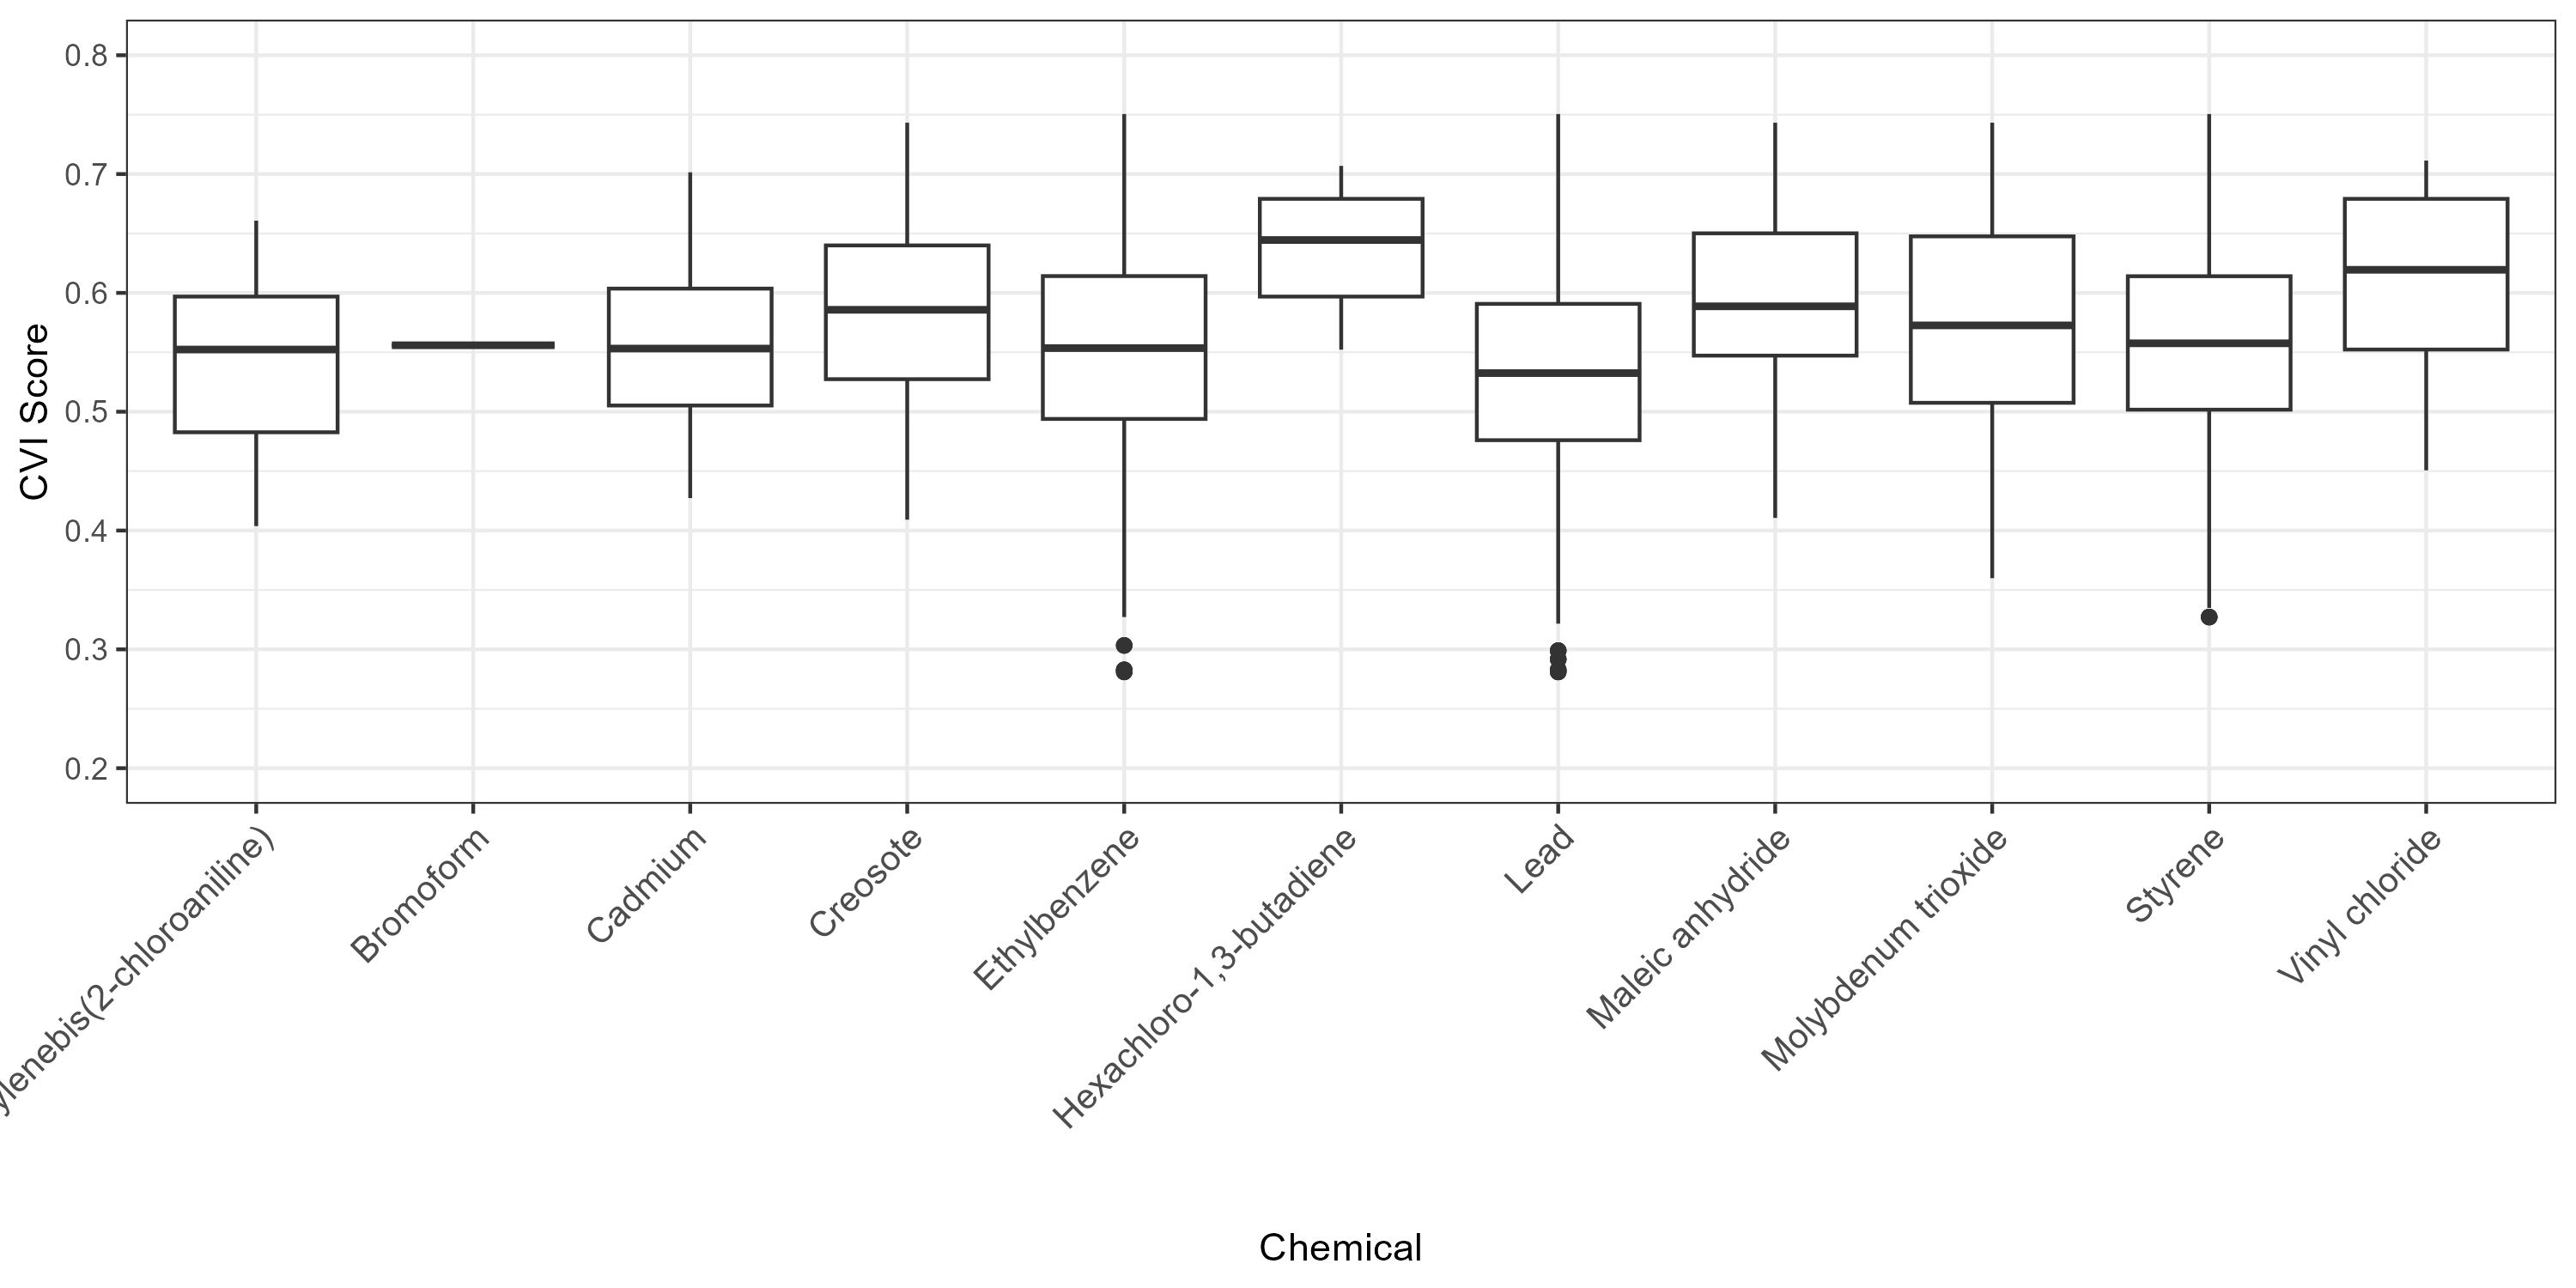 0.8
0.7
0.6
0.5
0.4
0.3
0.2
CVI Score
ylenebis(2-chloroaniline)
Bromoform
Cadmium
Creosote
Ethylbenzene
Hexachloro-1,3-butadiene
Lead
Maleic anhydride
Molybdenum trioxide
Styrene
Vinyl chloride
Chemical